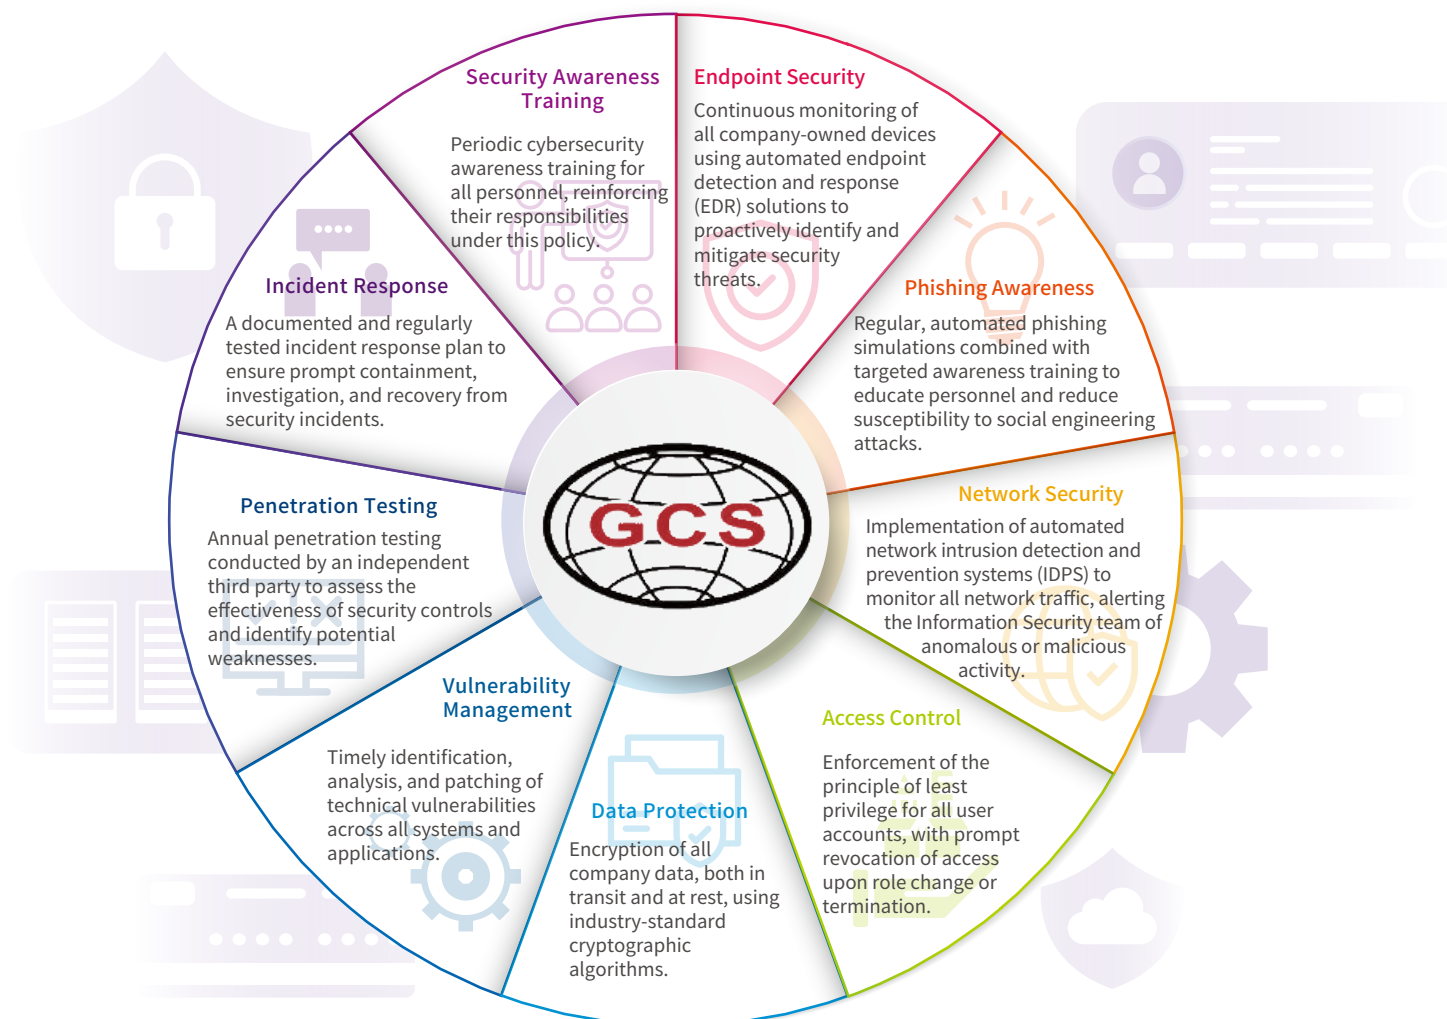 Security Awareness
Training
Periodic cybersecurity
awareness training for
all personnel, reinforcing
their responsibilities
under this policy.
Endpoint Security
Continuous monitoring of
all company-owned devices
using automated endpoint
detection and response
(EDR) solutions to
proactively identify and
mitigate security
threats.
Phishing Awareness
Regular, automated phishing
simulations combined with
targeted awareness training to
educate personnel and reduce
susceptibility to social engineering
attacks.
Network Security
Implementation of automated
network intrusion detection and
prevention systems (IDPS) to
monitor all network traffic, alerting
the Information Security team of
anomalous or malicious
activity.
Access Control
Enforcement of the
principle of least
privilege for all user
accounts, with prompt
revocation of access
upon role change or
termination.
Data Protection
Encryption of all
company data, both in
transit and at rest, using
industry-standard
cryptographic
algorithms.
Vulnerability
Management
Timely identification,
analysis, and patching of
technical vulnerabilities
across all systems and
applications.
Penetration Testing
Annual penetration testing
conducted by an independent
third party to assess the
effectiveness of security controls
and identify potential
weaknesses.
Incident Response
A documented and regularly
tested incident response plan to
ensure prompt containment,
investigation, and recovery from
security incidents.
GCS